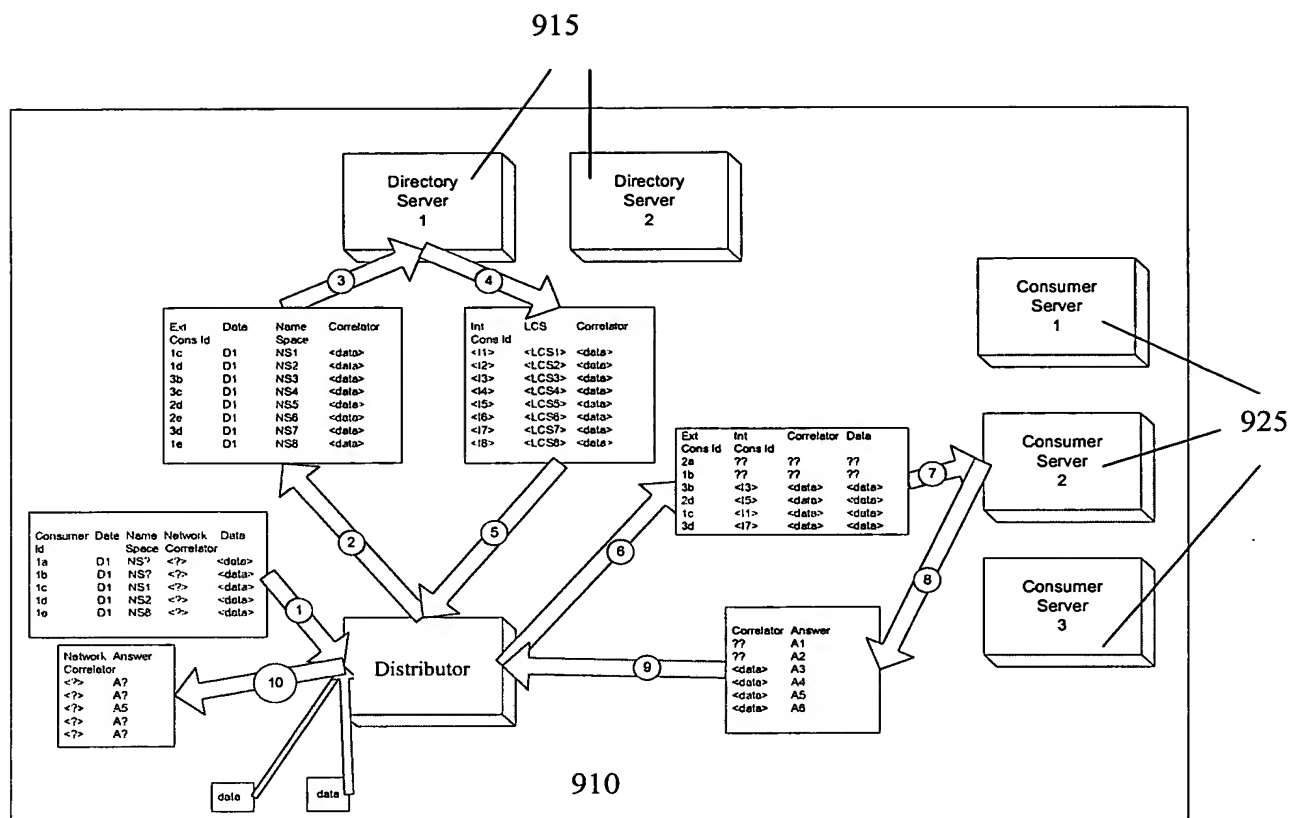 915
Directory
Server
1
Directory
Server
2
3
4
Consumer
Server
1
Ext Data Name Correlator
Cons Id Space
1c D1 NS1 <data>
1d D1 NS2 <data>
3b D1 NS3 <data>
3c D1 NS4 <data>
2d D1 NS5 <data>
2e D1 NS6 <data>
3d D1 NS7 <data>
1e D1 NS8 <data>
Int LCS Correlator
Cons Id
<I1> <LCS1> <data>
<I2> <LCS2> <data>
<I3> <LCS3> <data>
<I4> <LCS4> <data>
<I5> <LCS5> <data>
<I6> <LCS6> <data>
<I7> <LCS7> <data>
<I8> <LCS8> <data>
925
Ext Int Correlator Data
Cons Id Cons Id
2a ?? ?? ??
1b ?? ?? ??
3b <I3> <data> <data>
2d <I5> <data> <data>
1c <I1> <data> <data>
3d <I7> <data> <data>
7
Consumer
Server
2
2
5
6
8
Consumer Date Name Network Data
Id Space Correlator
1a D1 NS? <?> <data>
1b D1 NS? <?> <data>
1c D1 NS1 <?> <data>
1d D1 NS2 <?> <data>
1e D1 NS8 <?> <data>
1
Consumer
Server
3
Network Answer
Correlator
<?> A?
<?> A?
<?> A5
<?> A?
<?> A?
10
Distributor
9
Correlator Answer
?? A1
?? A2
<data> A3
<data> A4
<data> A5
<data> A6
data
data
910